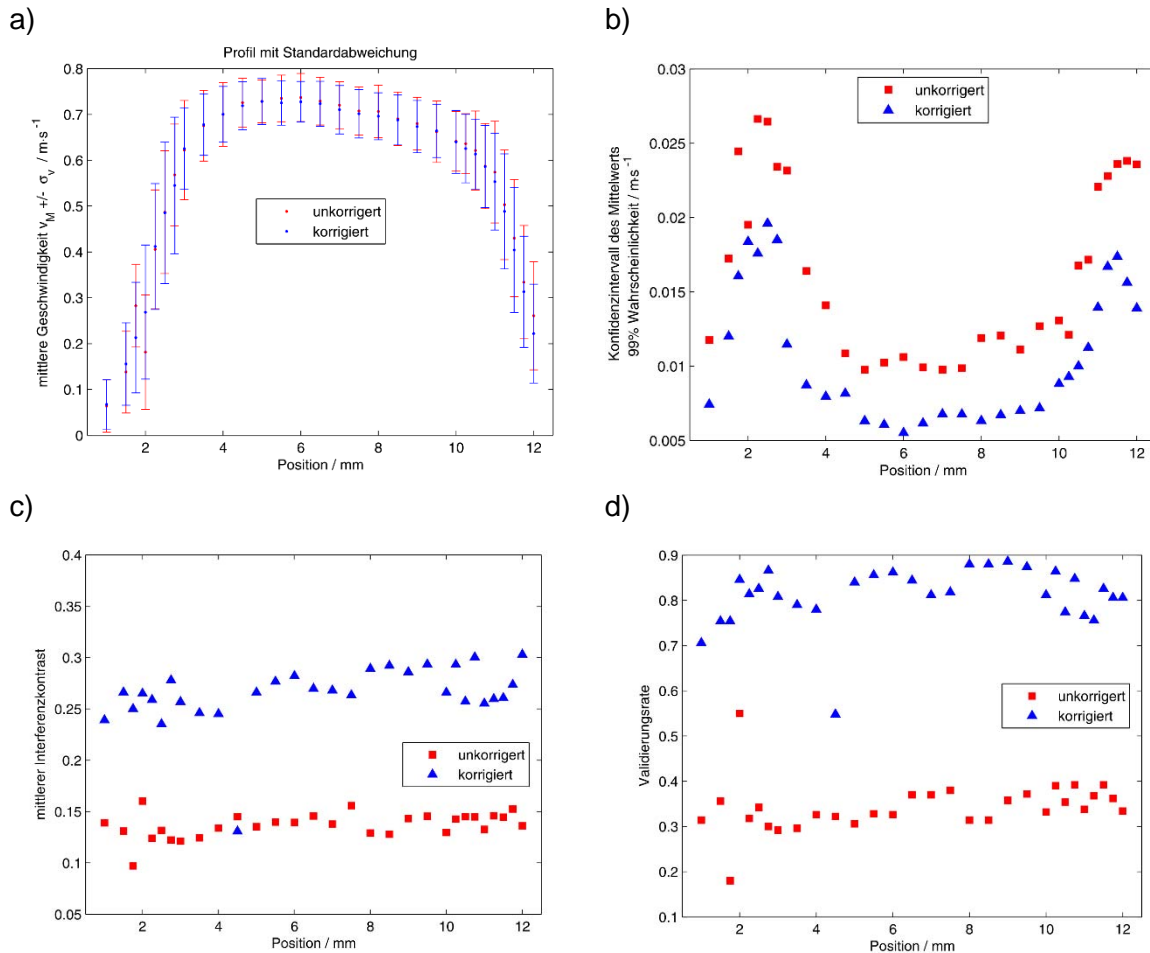 a)
Profil mit Standardabweichung
mittlere Geschwindigkeit v_M +/- σ_v / m·s⁻¹
0.8
0.7
0.6
0.5
0.4
0.3
0.2
0.1
0
unkorrigert
korrigiert
2
4
6
8
10
12
Position / mm
b)
Konfidenzintervall des Mittelwerts
99% Wahrscheinlichkeit / m·s⁻¹
0.03
0.025
0.02
0.015
0.01
0.005
unkorrigert
korrigiert
2
4
6
8
10
12
Position / mm
c)
mittlerer Interferenzkontrast
0.4
0.35
0.3
0.25
0.2
0.15
0.1
0.05
unkorrigert
korrigiert
2
4
6
8
10
12
Position / mm
d)
Validierungsrate
0.9
0.8
0.7
0.6
0.5
0.4
0.3
0.2
0.1
unkorrigert
korrigiert
2
4
6
8
10
12
Position / mm